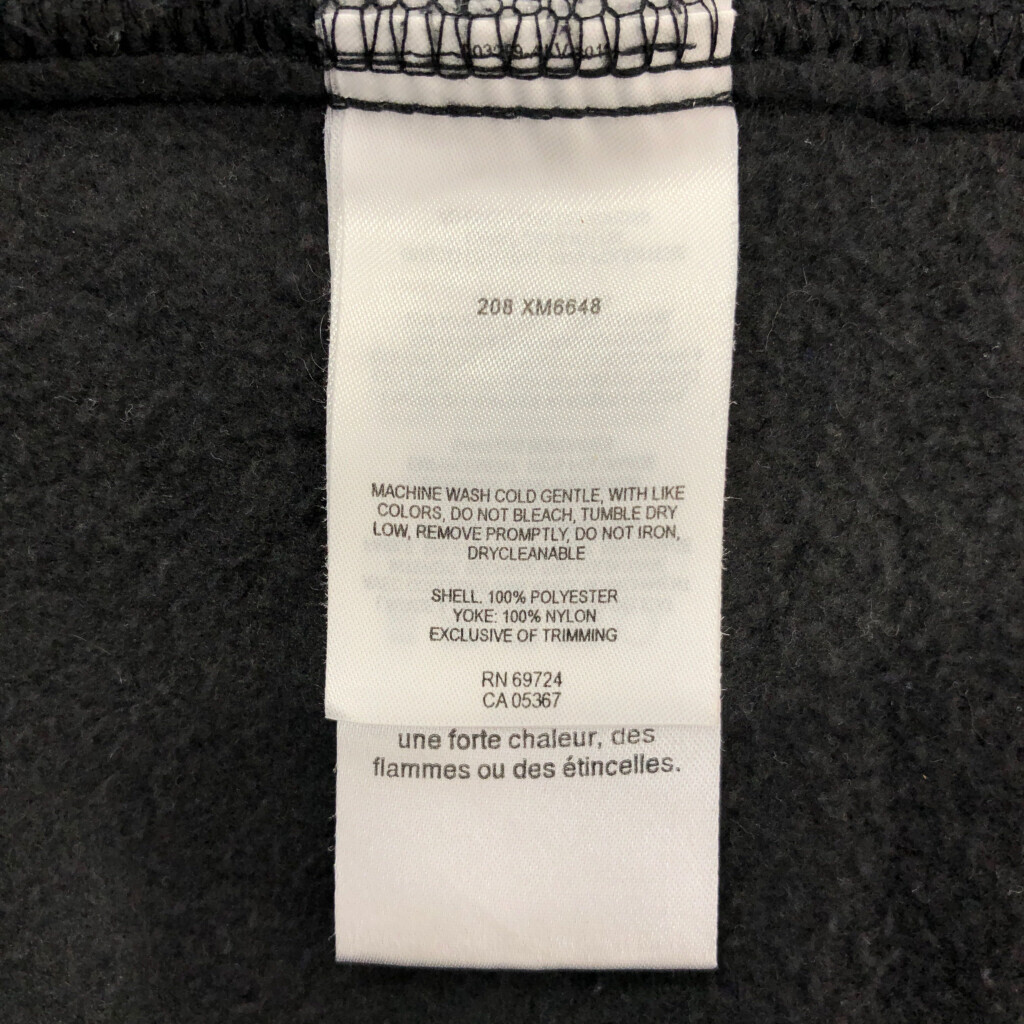 208 XM6648
MACHINE WASH COLD GENTLE, WITH LIKE
COLORS, DO NOT BLEACH, TUMBLE DRY
LOW, REMOVE PROMPTLY, DO NOT IRON,
DRYCLEANABLE
SHELL. 100% POLYESTER
YOKE: 100% NYLON
EXCLUSIVE OF TRIMMING
RN 69724
CA 05367
une forte chaleur, des
flammes ou des étincelles.